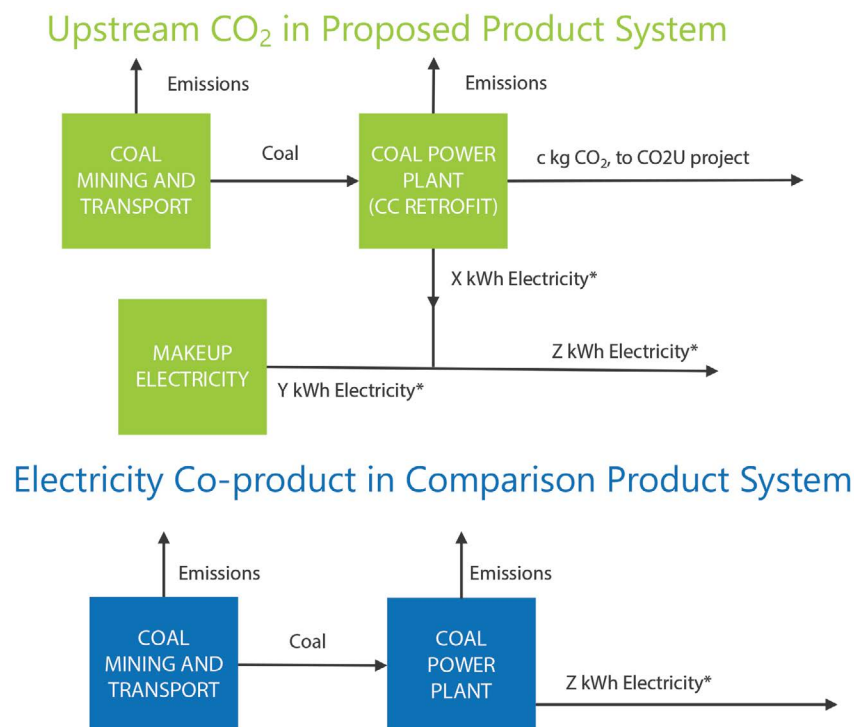 Upstream CO₂ in Proposed Product System
Emissions
Emissions
COAL
MINING AND
TRANSPORT
Coal
COAL POWER
PLANT
(CC RETROFIT)
c kg CO₂, to CO2U project
X kWh Electricity*
MAKEUP
ELECTRICITY
Y kWh Electricity*
Z kWh Electricity*
Electricity Co-product in Comparison Product System
Emissions
Emissions
COAL
MINING AND
TRANSPORT
Coal
COAL
POWER
PLANT
Z kWh Electricity*